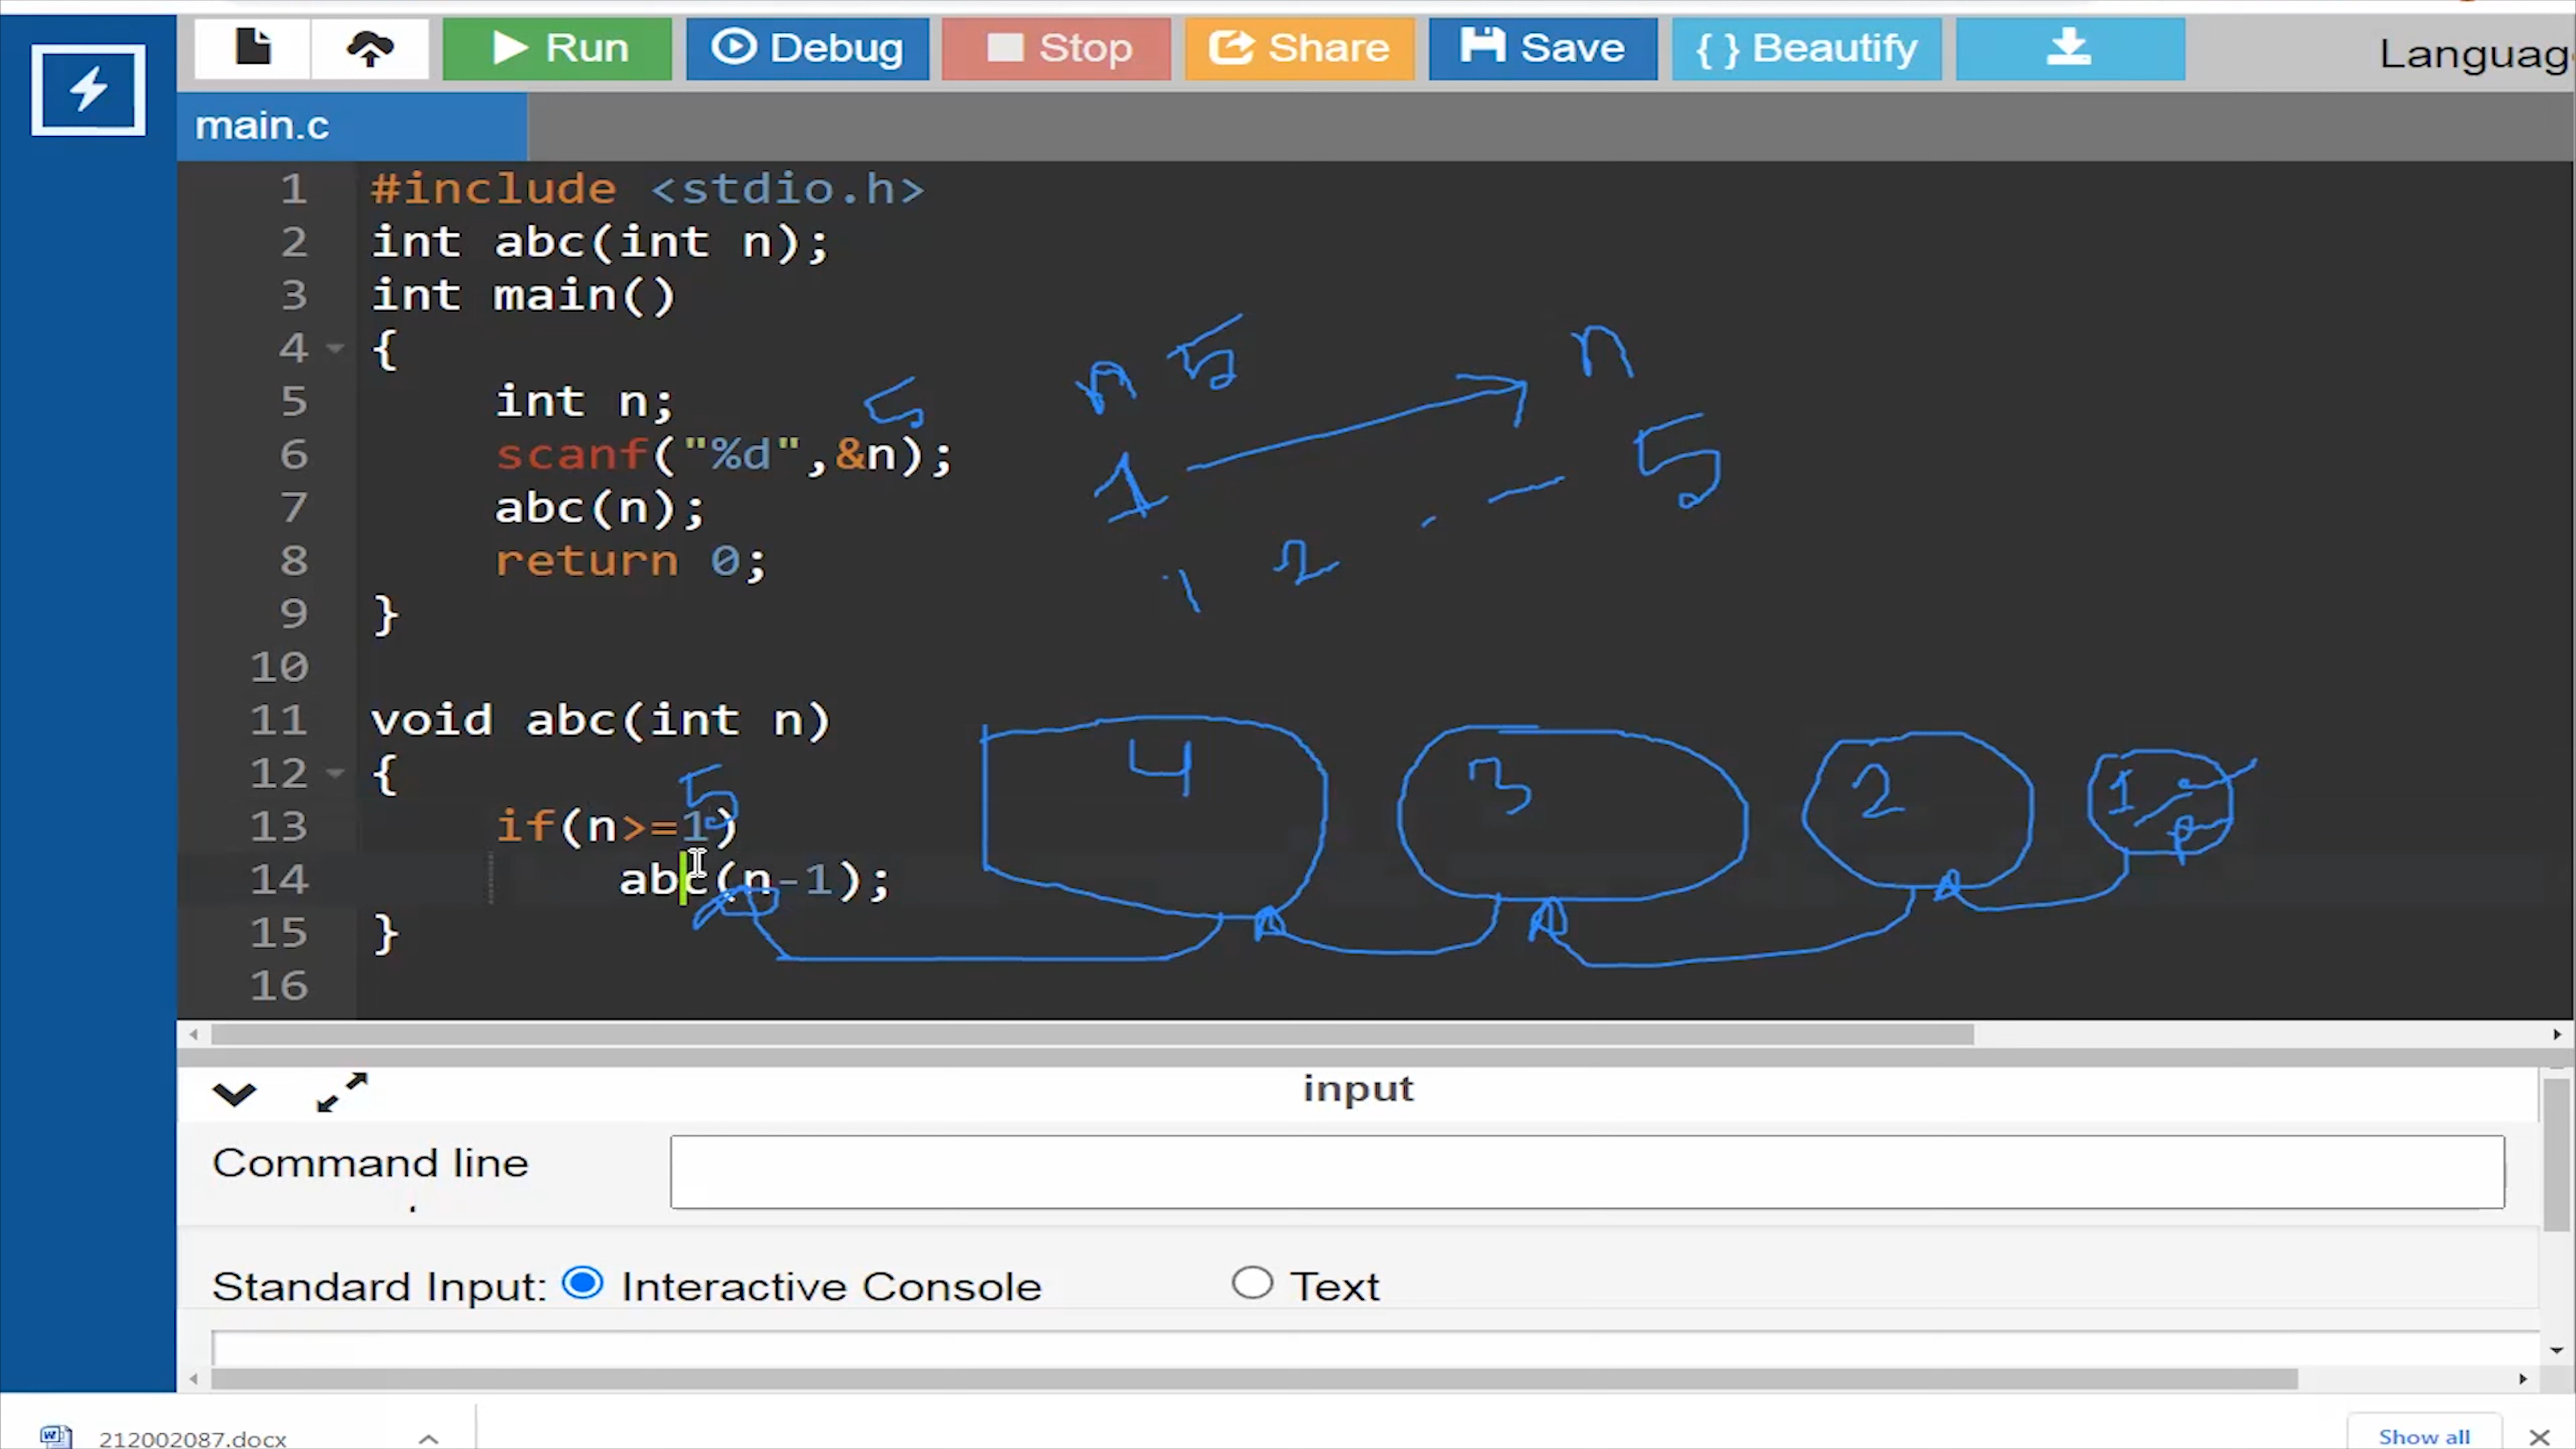 Run Debug Stop Share Save { } Beautify Languag
main.c
1 #include <stdio.h>
2 int abc(int n);
3 int main()
4 {
5 int n;
6 scanf("%d",&n);
7 abc(n);
8 return 0;
9 }
10
11 void abc(int n)
12 {
13 if(n>=1)
14 abc(n-1);
15 }
16
5
n 5
n
1
5
1 2 . -
5
4 3 2 1
input
Command line
Standard Input: Interactive Console Text
212002087.docx
Show all